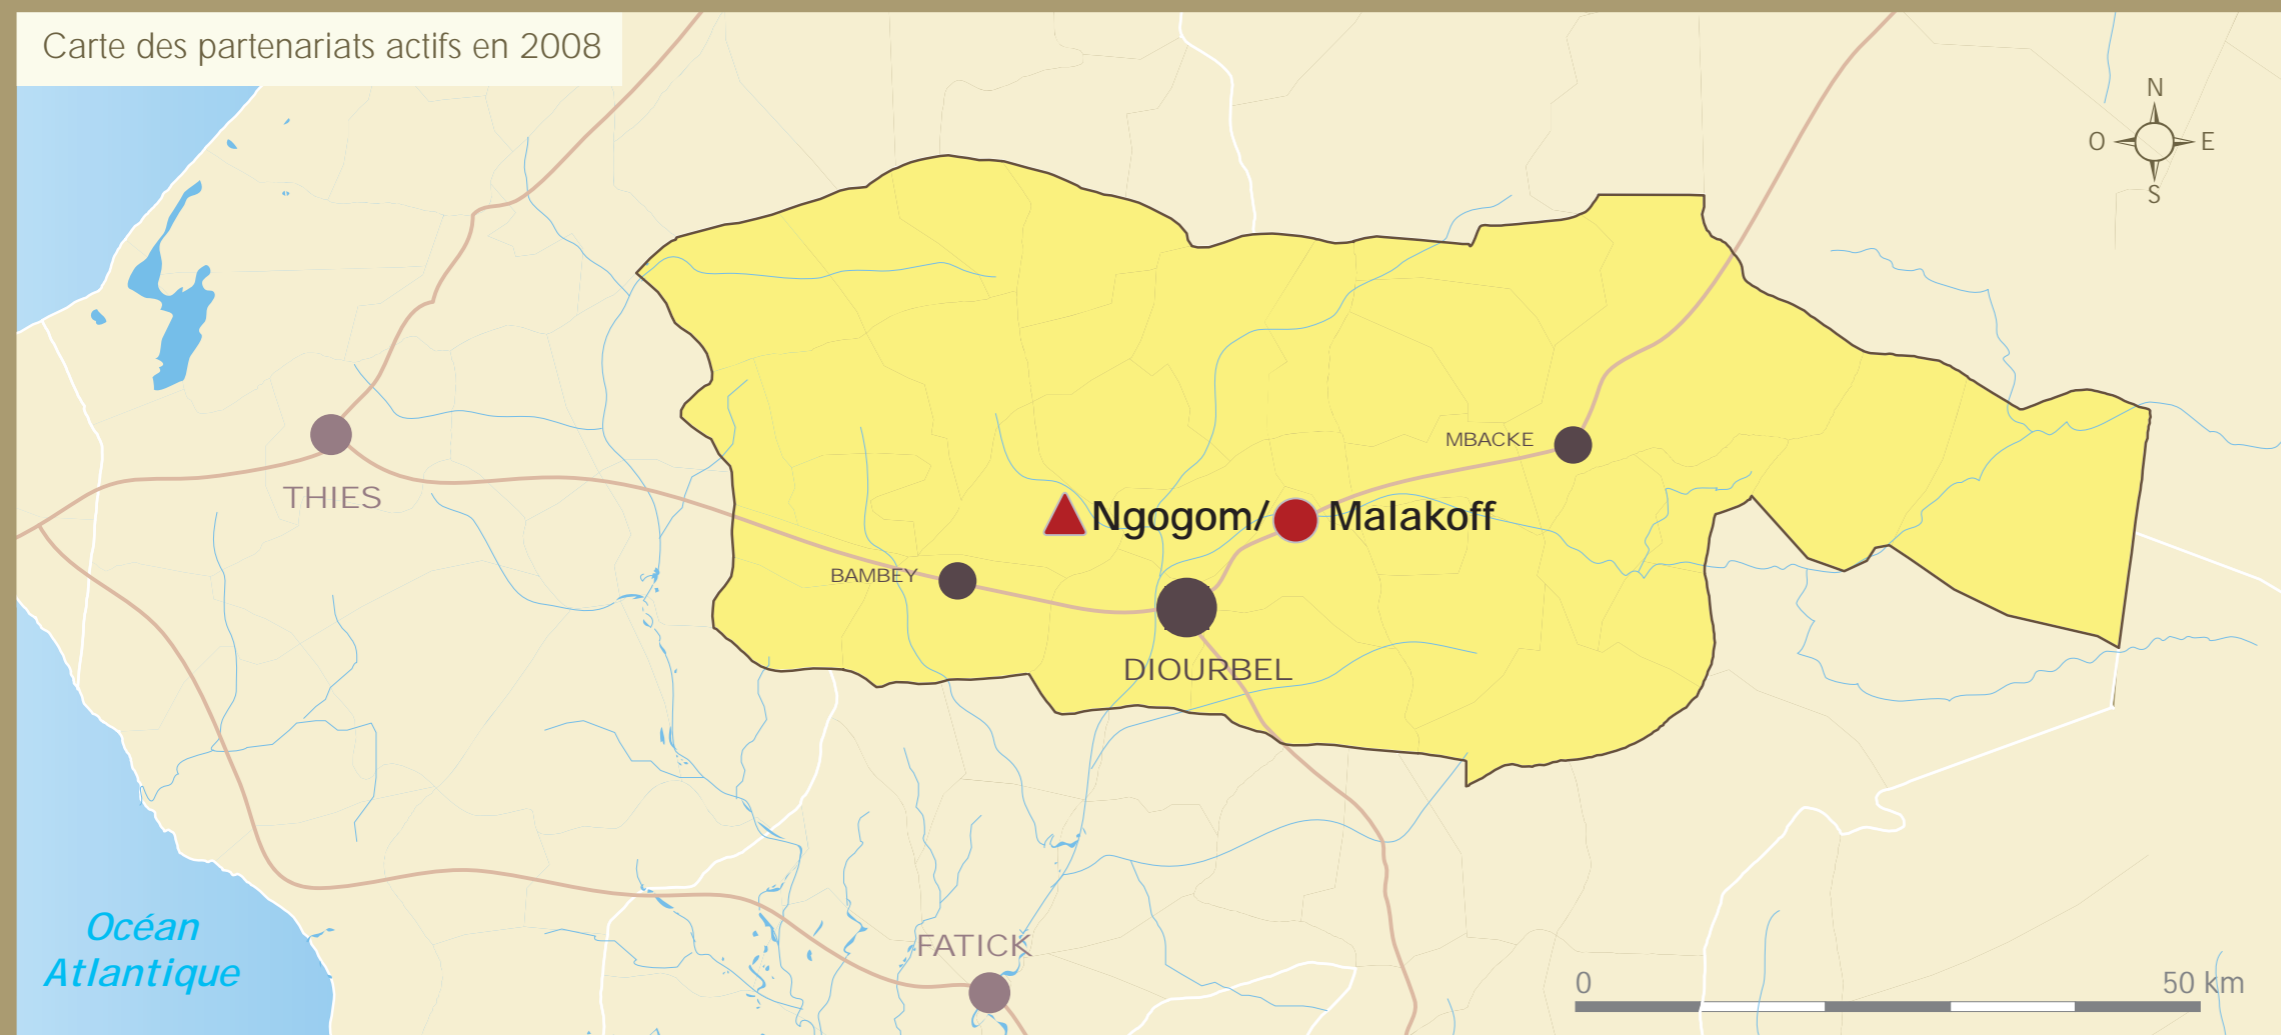 Carte des partenariats actifs en 2008
N
O E
S
MBACKE
THIES
Ngogom/ Malakoff
BAMBEY
DIOURBEL
Océan
Atlantique
FATICK
0 50 km